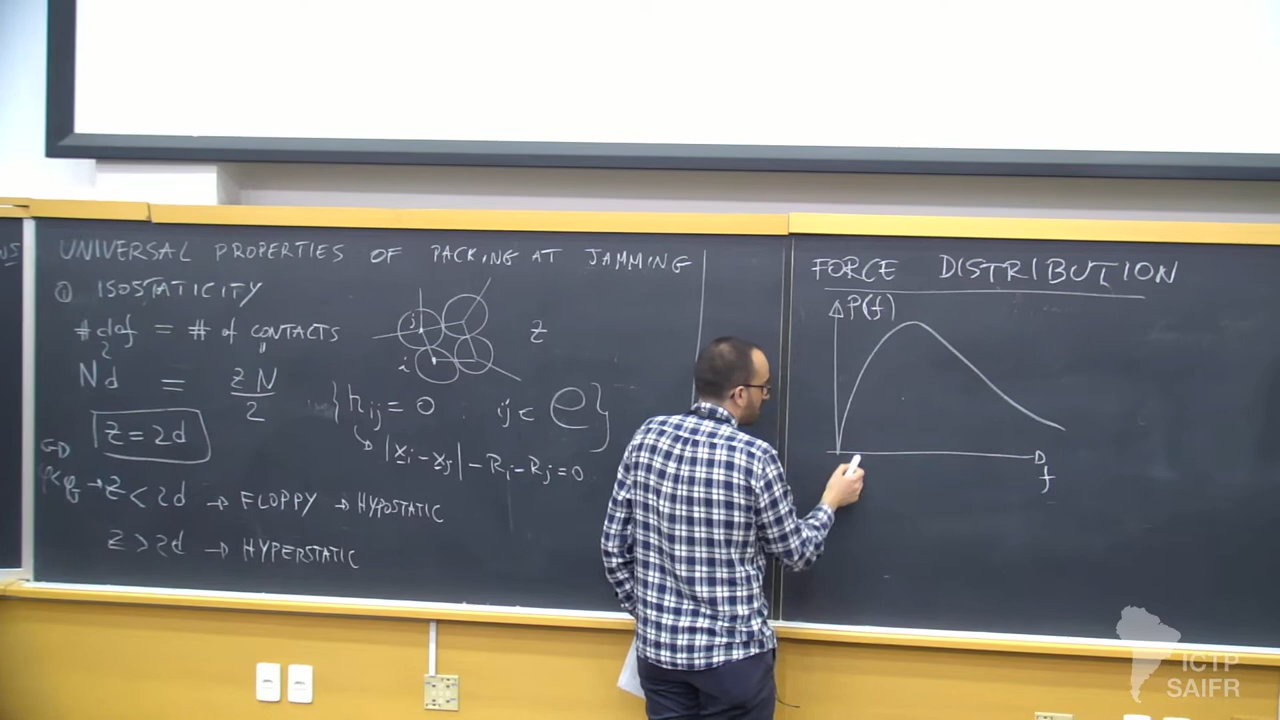 UNIVERSAL PROPERTIES OF PACKING AT JAMMING
① ISOSTATICITY
# dof = # of CONTACTS
Nd = zN/2
z = 2d
z
j
i
{hij = 0 : ij ∈ C}
|xi - xj| - Ri - Rj = 0
z < 2d → FLOPPY → HYPOSTATIC
z > 2d → HYPERSTATIC
FORCE DISTRIBUTION
P(f)
f
ICTP
SAIFR